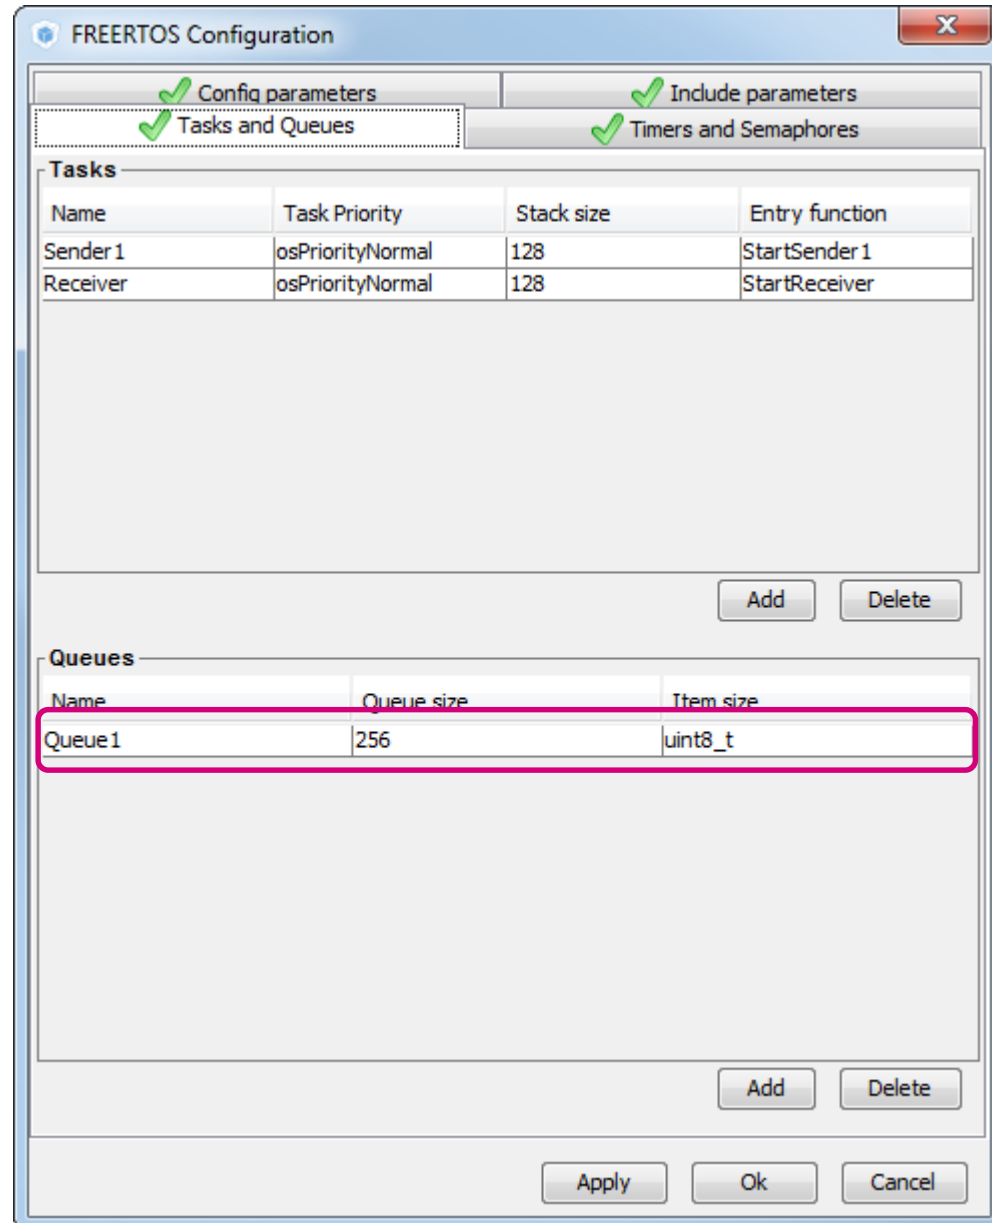 FREERTOS Configuration
Config parameters Include parameters
Tasks and Queues Timers and Semaphores
Tasks
Name Task Priority Stack size Entry function
Sender1 osPriorityNormal 128 StartSender1
Receiver osPriorityNormal 128 StartReceiver
Add Delete
Queues
Name Queue size Item size
Queue1 256 uint8_t
Add Delete
Apply Ok Cancel